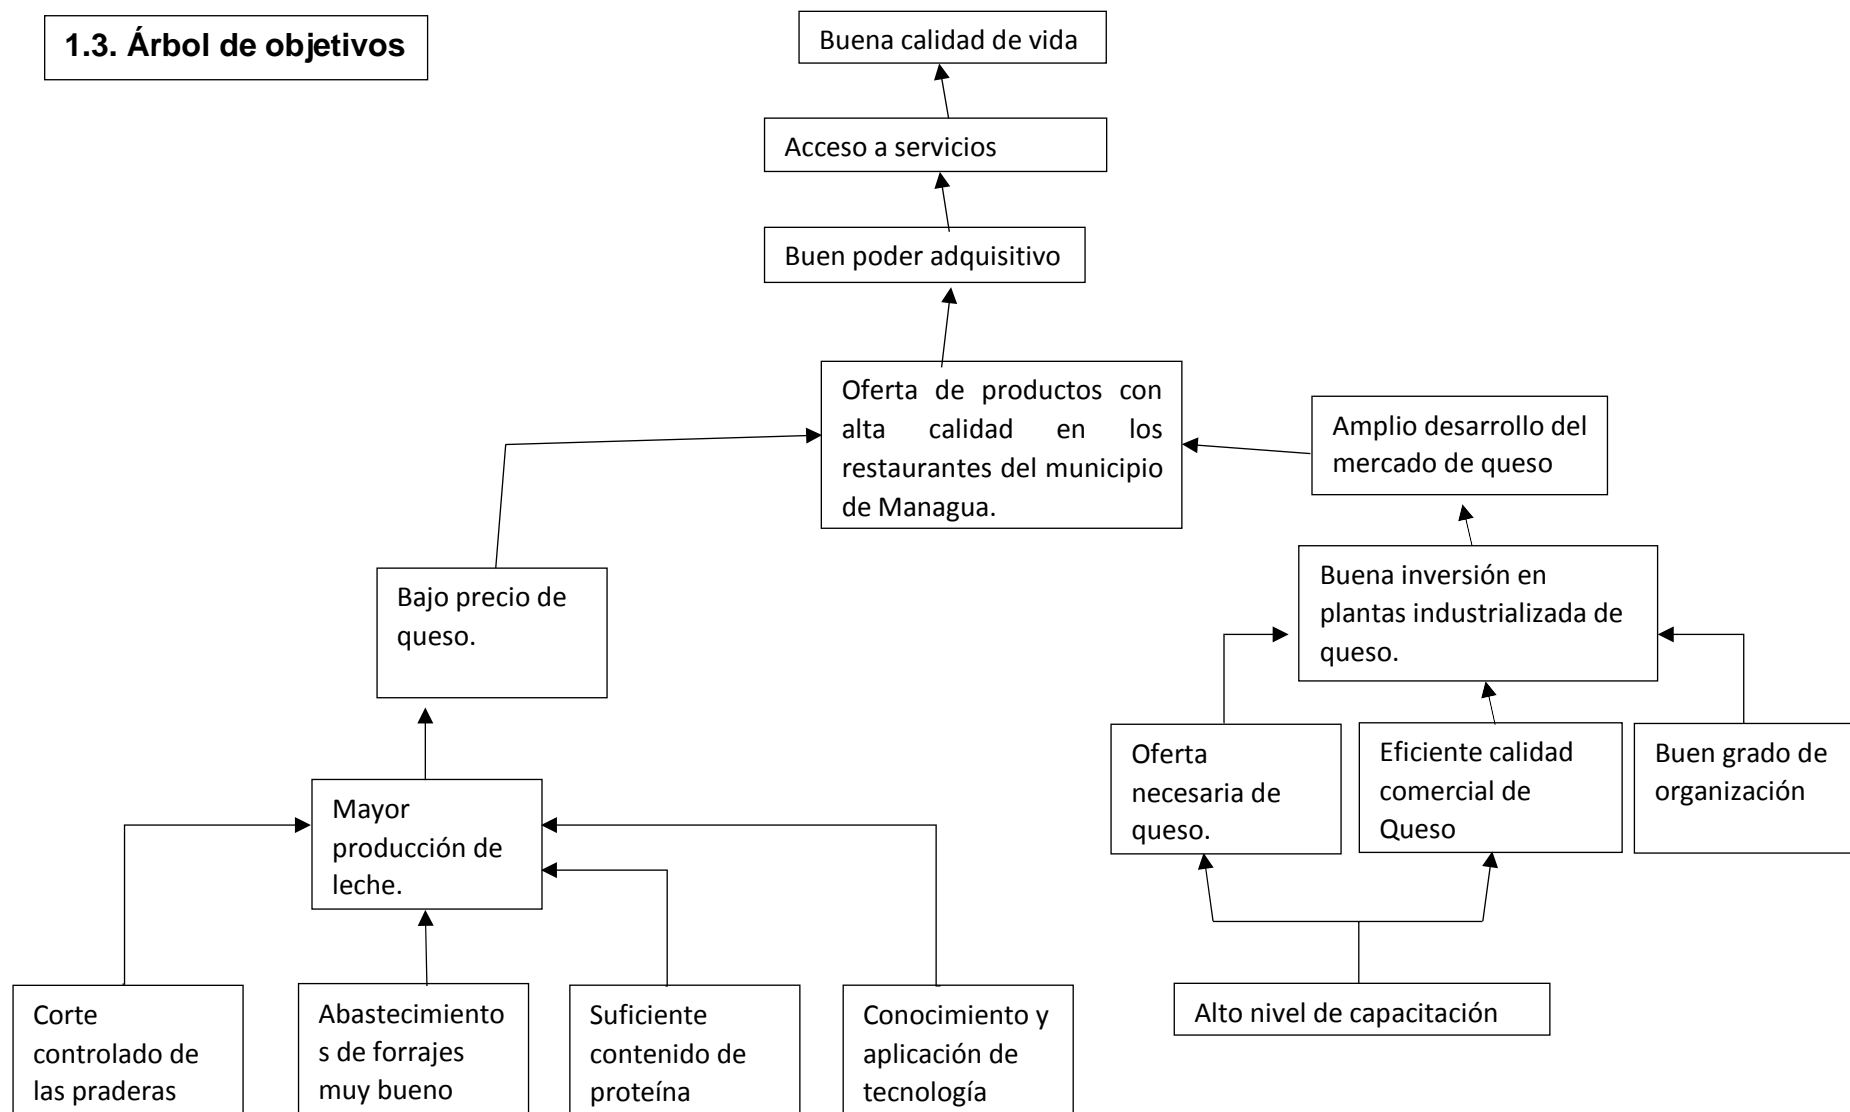 1.3. Árbol de objetivos
Buena calidad de vida
Acceso a servicios
Buen poder adquisitivo
Oferta de productos con
alta calidad en los
restaurantes del municipio
de Managua.
Amplio desarrollo del
mercado de queso
Bajo precio de
queso.
Buena inversión en
plantas industrializada de
queso.
Mayor
producción de
leche.
Oferta
necesaria de
queso.
Eficiente calidad
comercial de
Queso
Buen grado de
organización
Corte
controlado de
las praderas
Abastecimiento
s de forrajes
muy bueno
Suficiente
contenido de
proteína
Conocimiento y
aplicación de
tecnología
Alto nivel de capacitación